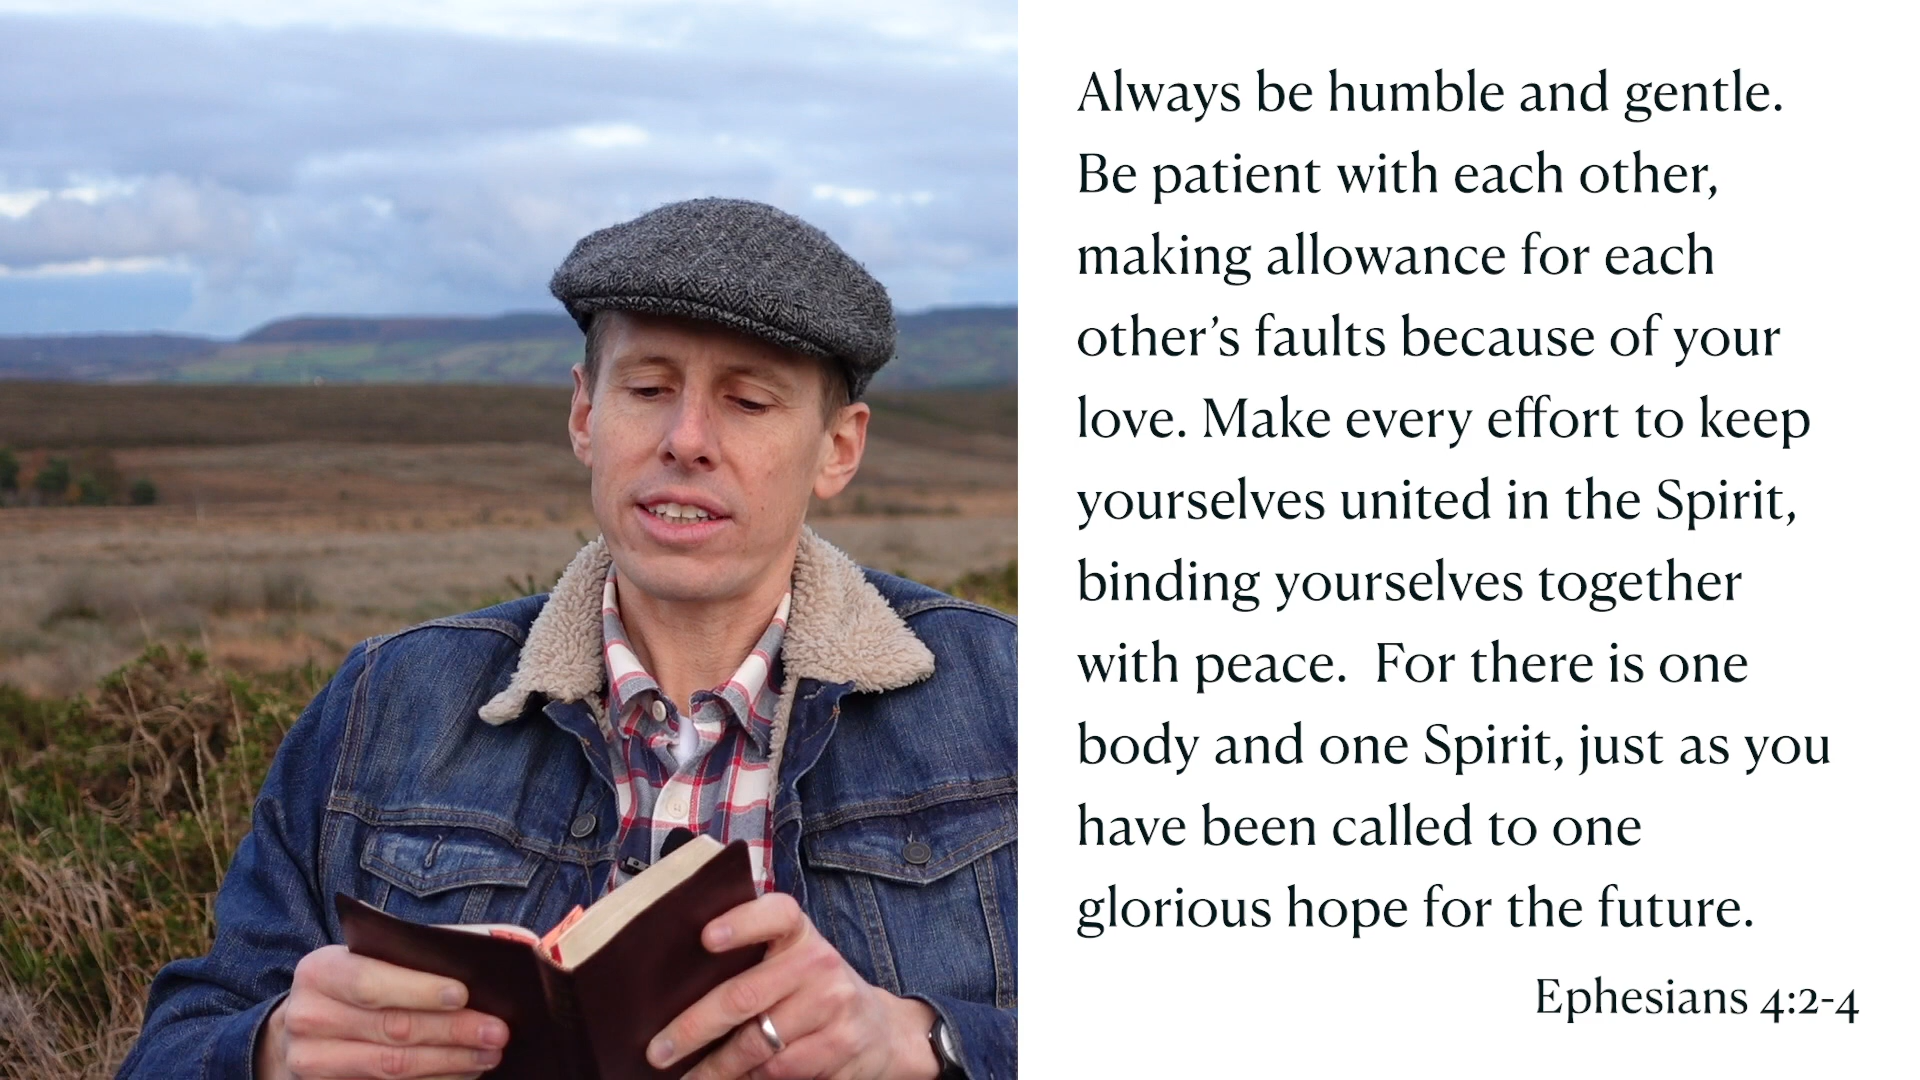 Always be humble and gentle.
Be patient with each other,
making allowance for each
other’s faults because of your
love. Make every effort to keep
yourselves united in the Spirit,
binding yourselves together
with peace.  For there is one
body and one Spirit, just as you
have been called to one
glorious hope for the future.
Ephesians 4:2-4